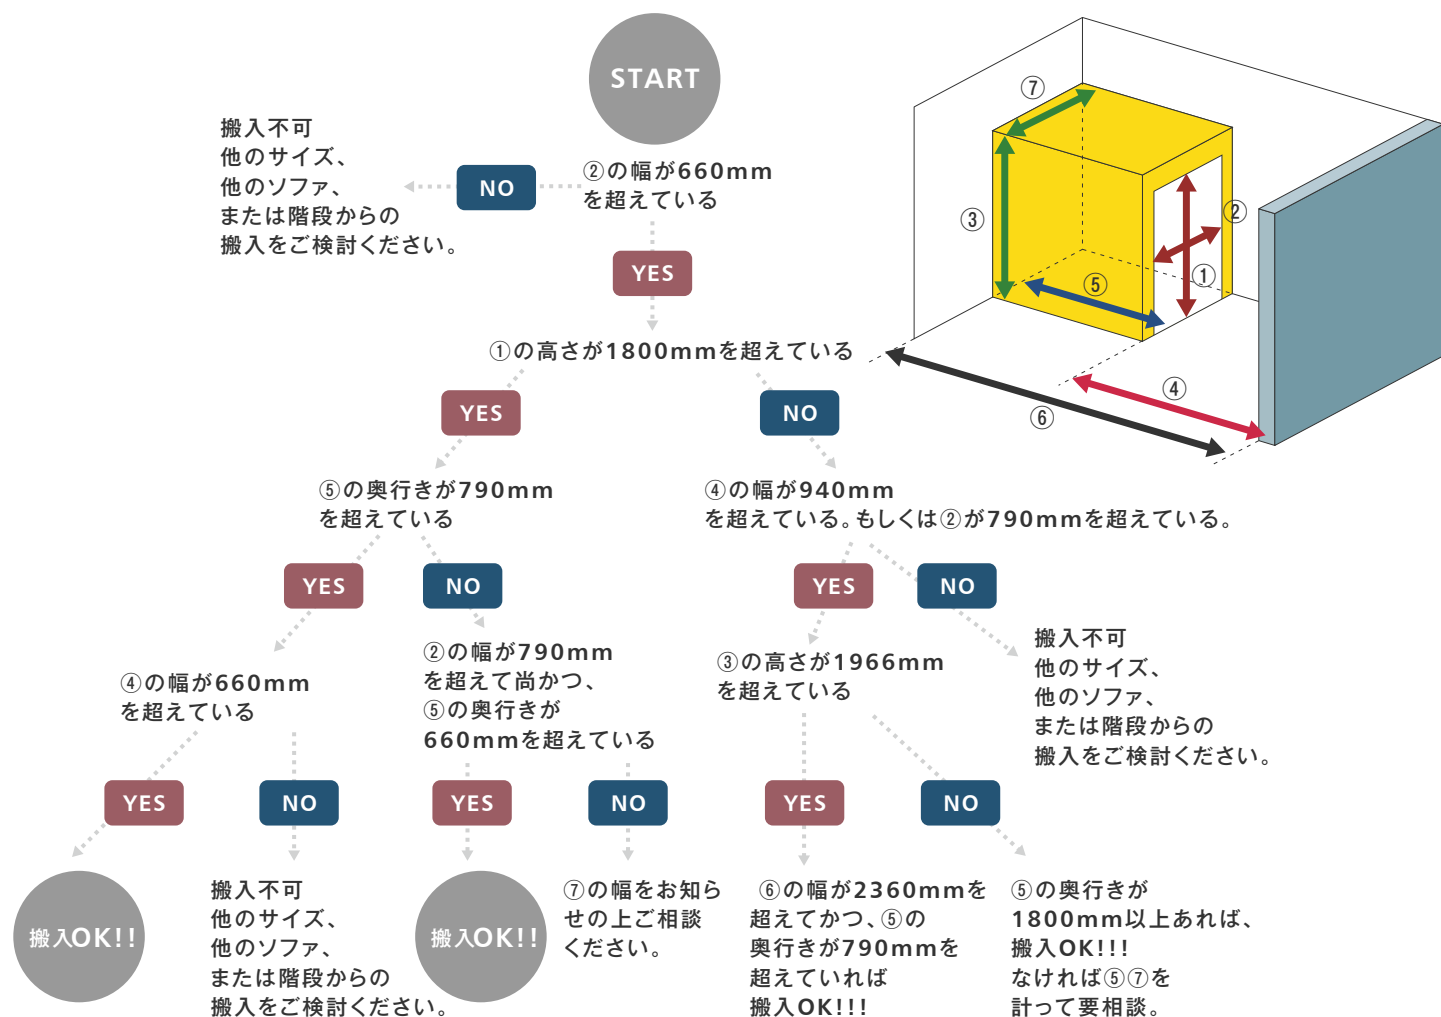 START
②の幅が660mm
を超えている
NO
搬入不可
他のサイズ、
他のソファ、
または階段からの
搬入をご検討ください。
YES
①の高さが1800mmを超えている
YES
NO
⑤の奥行きが790mm
を超えている
④の幅が940mm
を超えている。もしくは②が790mmを超えている。
YES
NO
YES
NO
④の幅が660mm
を超えている
②の幅が790mm
を超えて尚かつ、
⑤の奥行きが
660mmを超えている
③の高さが1966mm
を超えている
搬入不可
他のサイズ、
他のソファ、
または階段からの
搬入をご検討ください。
YES
NO
YES
NO
YES
NO
搬入OK!!
搬入不可
他のサイズ、
他のソファ、
または階段からの
搬入をご検討ください。
搬入OK!!
⑦の幅をお知ら
せの上ご相談
ください。
⑥の幅が2360mmを
超えてかつ、⑤の
奥行きが790mmを
超えていれば
搬入OK!!!
⑤の奥行きが
1800mm以上あれば、
搬入OK!!!
なければ⑤⑦を
計って要相談。
⑦
③
②
①
⑤
④
⑥